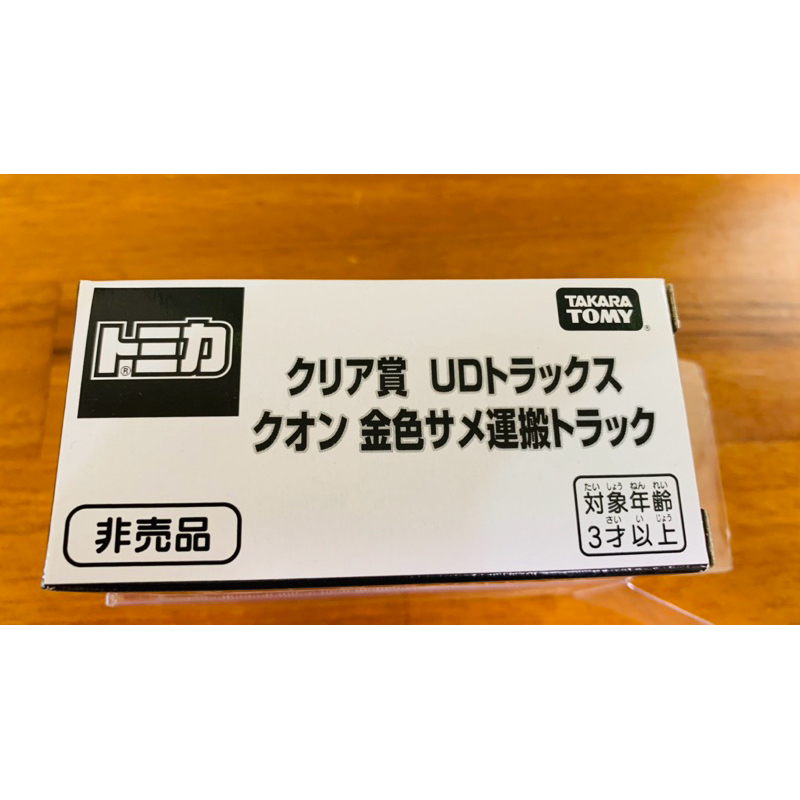 トミカ®
TAKARA
TOMY®
クリア賞 UDトラックス
クオン 金色サメ運搬トラック
非売品
たいしょうねんれい
対象年齢
さいいじょう
3才以上